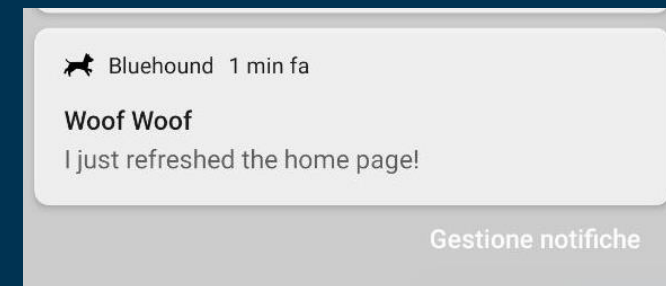 Bluehound 1 min fa
Woof Woof
I just refreshed the home page!
Gestione notifiche